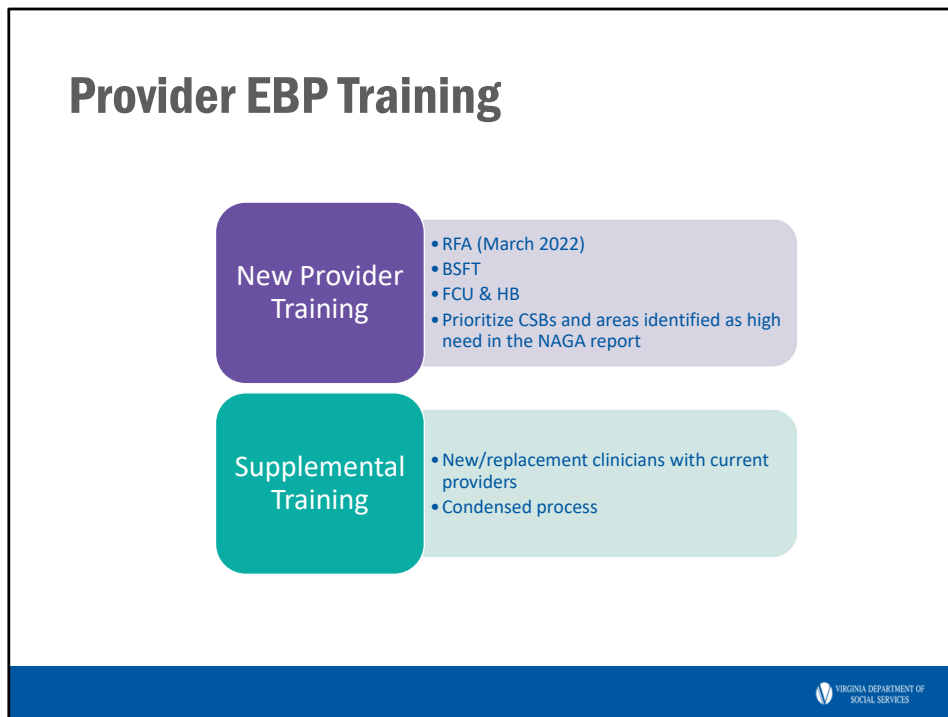 Provider EBP Training
New Provider
Training
•RFA (March 2022)
•BSFT
•FCU & HB
•Prioritize CSBs and areas identified as high
need in the NAGA report
Supplemental
Training
•New/replacement clinicians with current
providers
•Condensed process
VIRGINIA DEPARTMENT OF
SOCIAL SERVICES